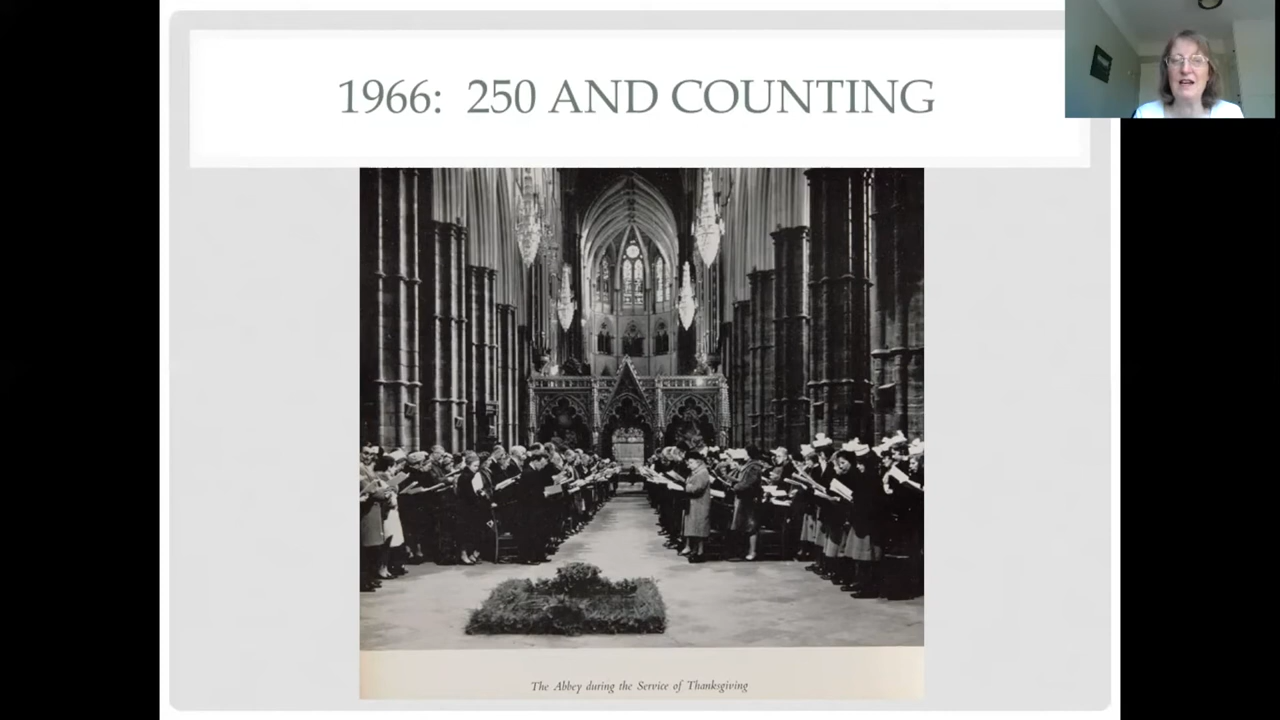 1966: 250 AND COUNTING
The Abbey during the Service of Thanksgiving